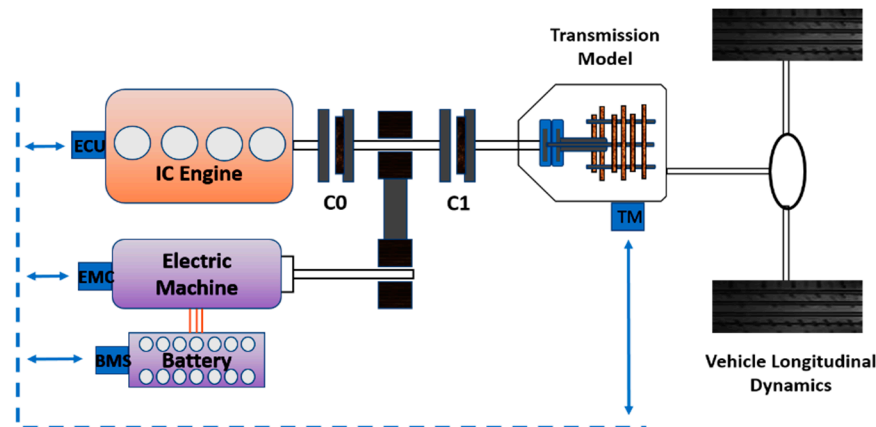 Transmission
Model
ECU
IC Engine
C0
C1
TM
EMC
Electric
Machine
BMS
Battery
Vehicle Longitudinal
Dynamics